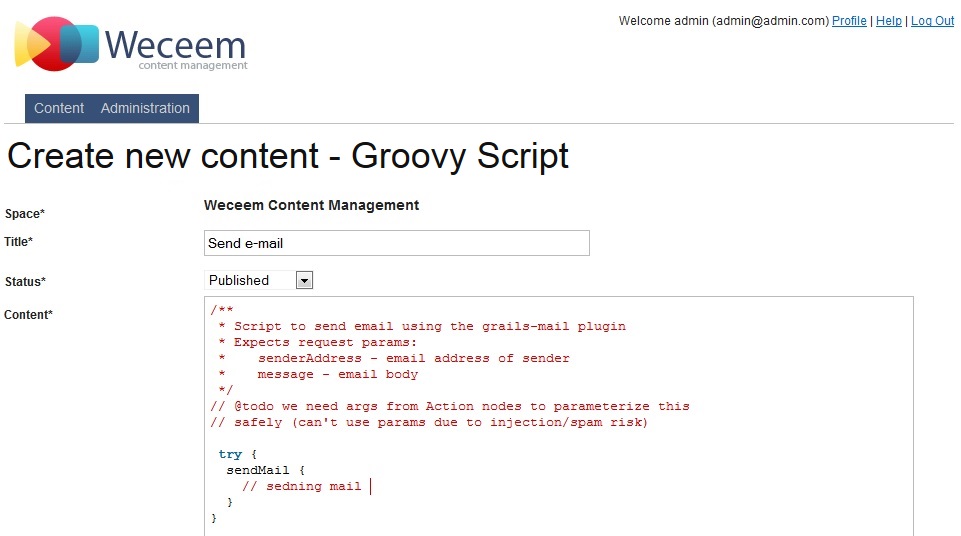 Welcome admin (admin@admin.com) Profile | Help | Log Out
Weceem
content management
Content Administration
Create new content - Groovy Script
Space* Weceem Content Management
Title* Send e-mail
Status* Published
Content*
/**
* Script to send email using the grails-mail plugin
* Expects request params:
* senderAddress - email address of sender
* message - email body
*/
// @todo we need args from Action nodes to parameterize this
// safely (can't use params due to injection/spam risk)
try {
sendMail {
// sedning mail
}
}